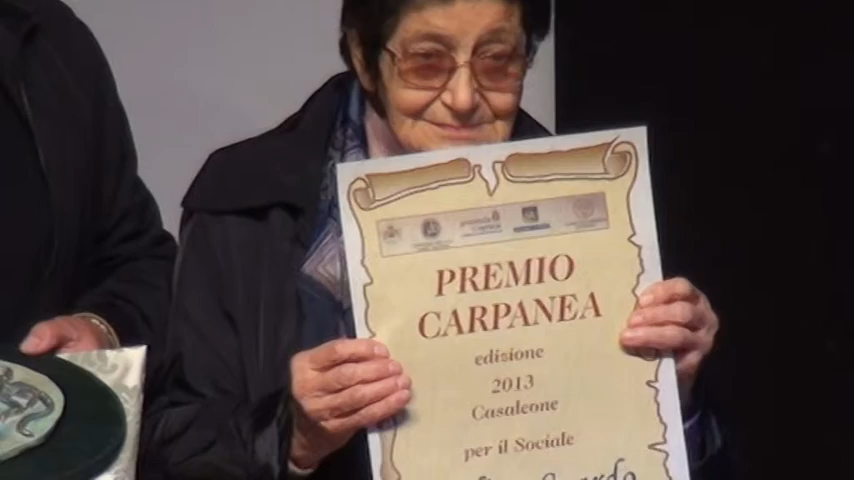 PREMIO
CARPANEA
edizione
2013
Casaleone
per il Sociale